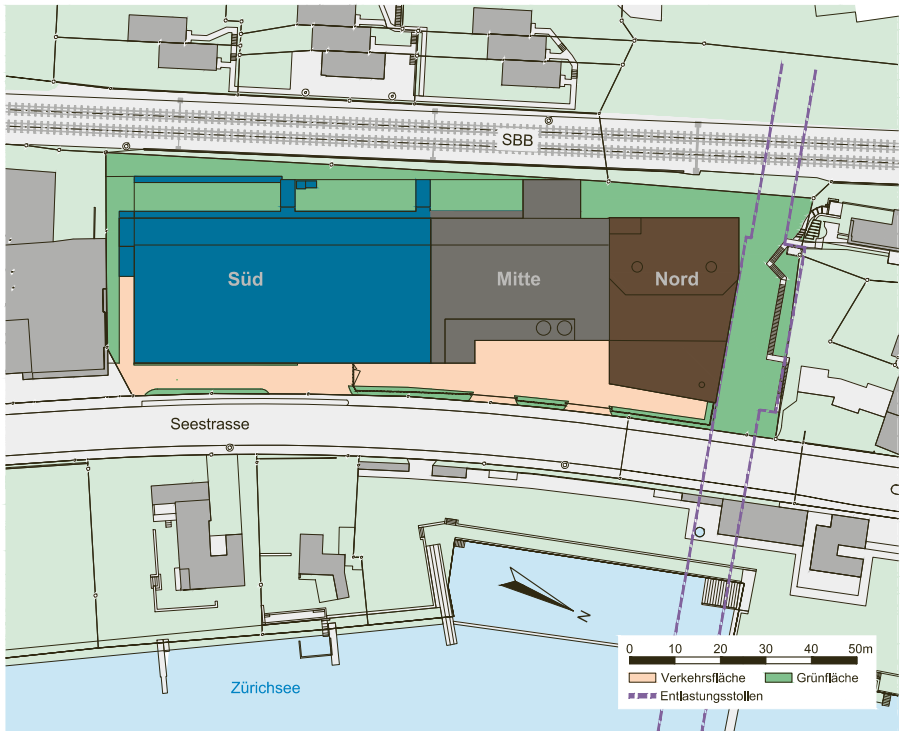 SBB
Süd
Mitte
Nord
Seestrasse
N
Zürichsee
0 10 20 30 40 50m
Verkehrsfläche Grünfläche
Entlastungsstollen